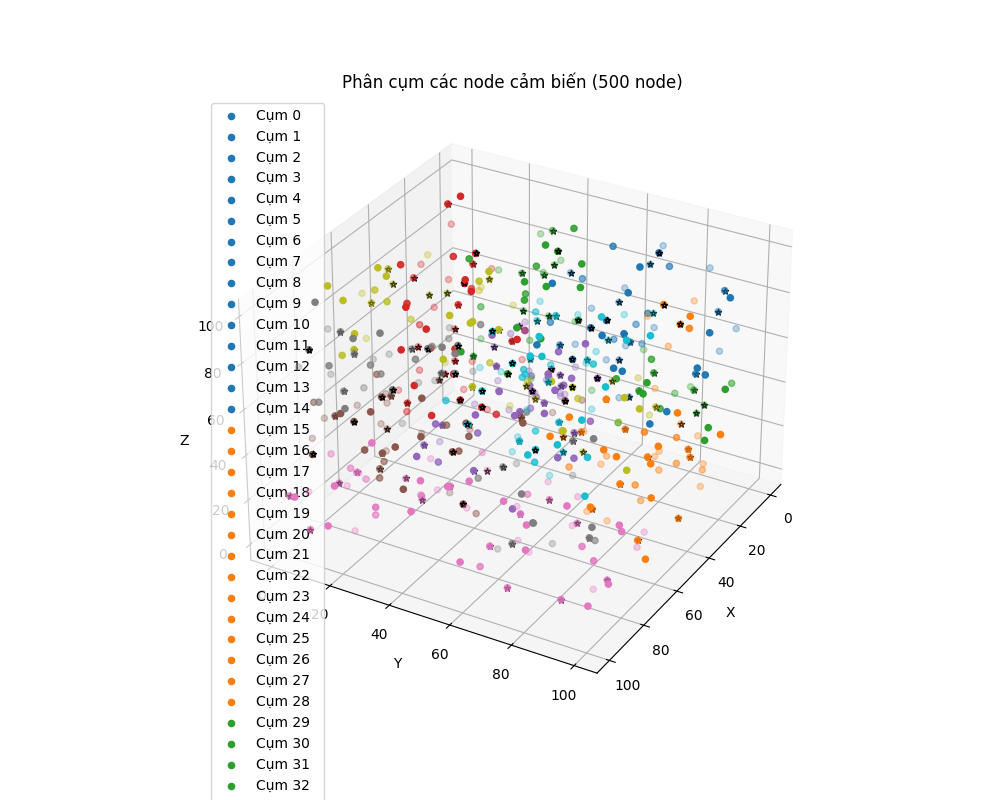 Phân cụm các node cảm biến (500 node)
Cụm 0
Cụm 1
Cụm 2
Cụm 3
Cụm 4
Cụm 5
Cụm 6
Cụm 7
Cụm 8
Cụm 9
Cụm 10
Cụm 11
Cụm 12
Cụm 13
Cụm 14
Cụm 15
Cụm 16
Cụm 17
Cụm 18
Cụm 19
Cụm 20
Cụm 21
Cụm 22
Cụm 23
Cụm 24
Cụm 25
Cụm 26
Cụm 27
Cụm 28
Cụm 29
Cụm 30
Cụm 31
Cụm 32
Z
100
80
60
40
20
0
Y
20
40
60
80
100
X
0
20
40
60
80
100